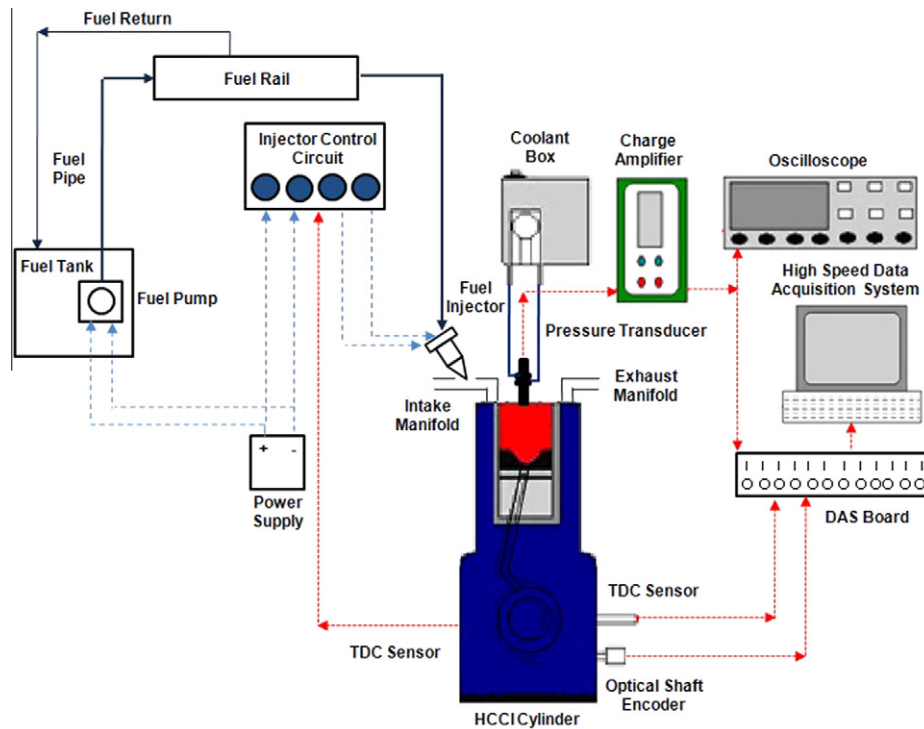 Fuel Return
Fuel Rail
Fuel
Pipe
Injector Control
Circuit
Coolant
Box
Charge
Amplifier
Oscilloscope
Fuel Tank
Fuel Pump
Fuel
Injector
Pressure Transducer
High Speed Data
Acquisition System
Intake
Manifold
Exhaust
Manifold
+ -
Power
Supply
DAS Board
TDC Sensor
TDC Sensor
Optical Shaft
Encoder
HCCI Cylinder